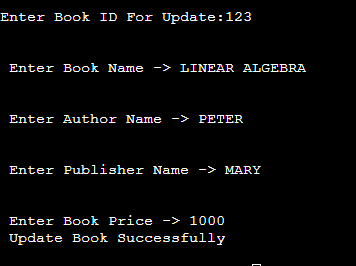 Enter Book ID For Update:123
Enter Book Name -> LINEAR ALGEBRA
Enter Author Name -> PETER
Enter Publisher Name -> MARY
Enter Book Price -> 1000
Update Book Successfully